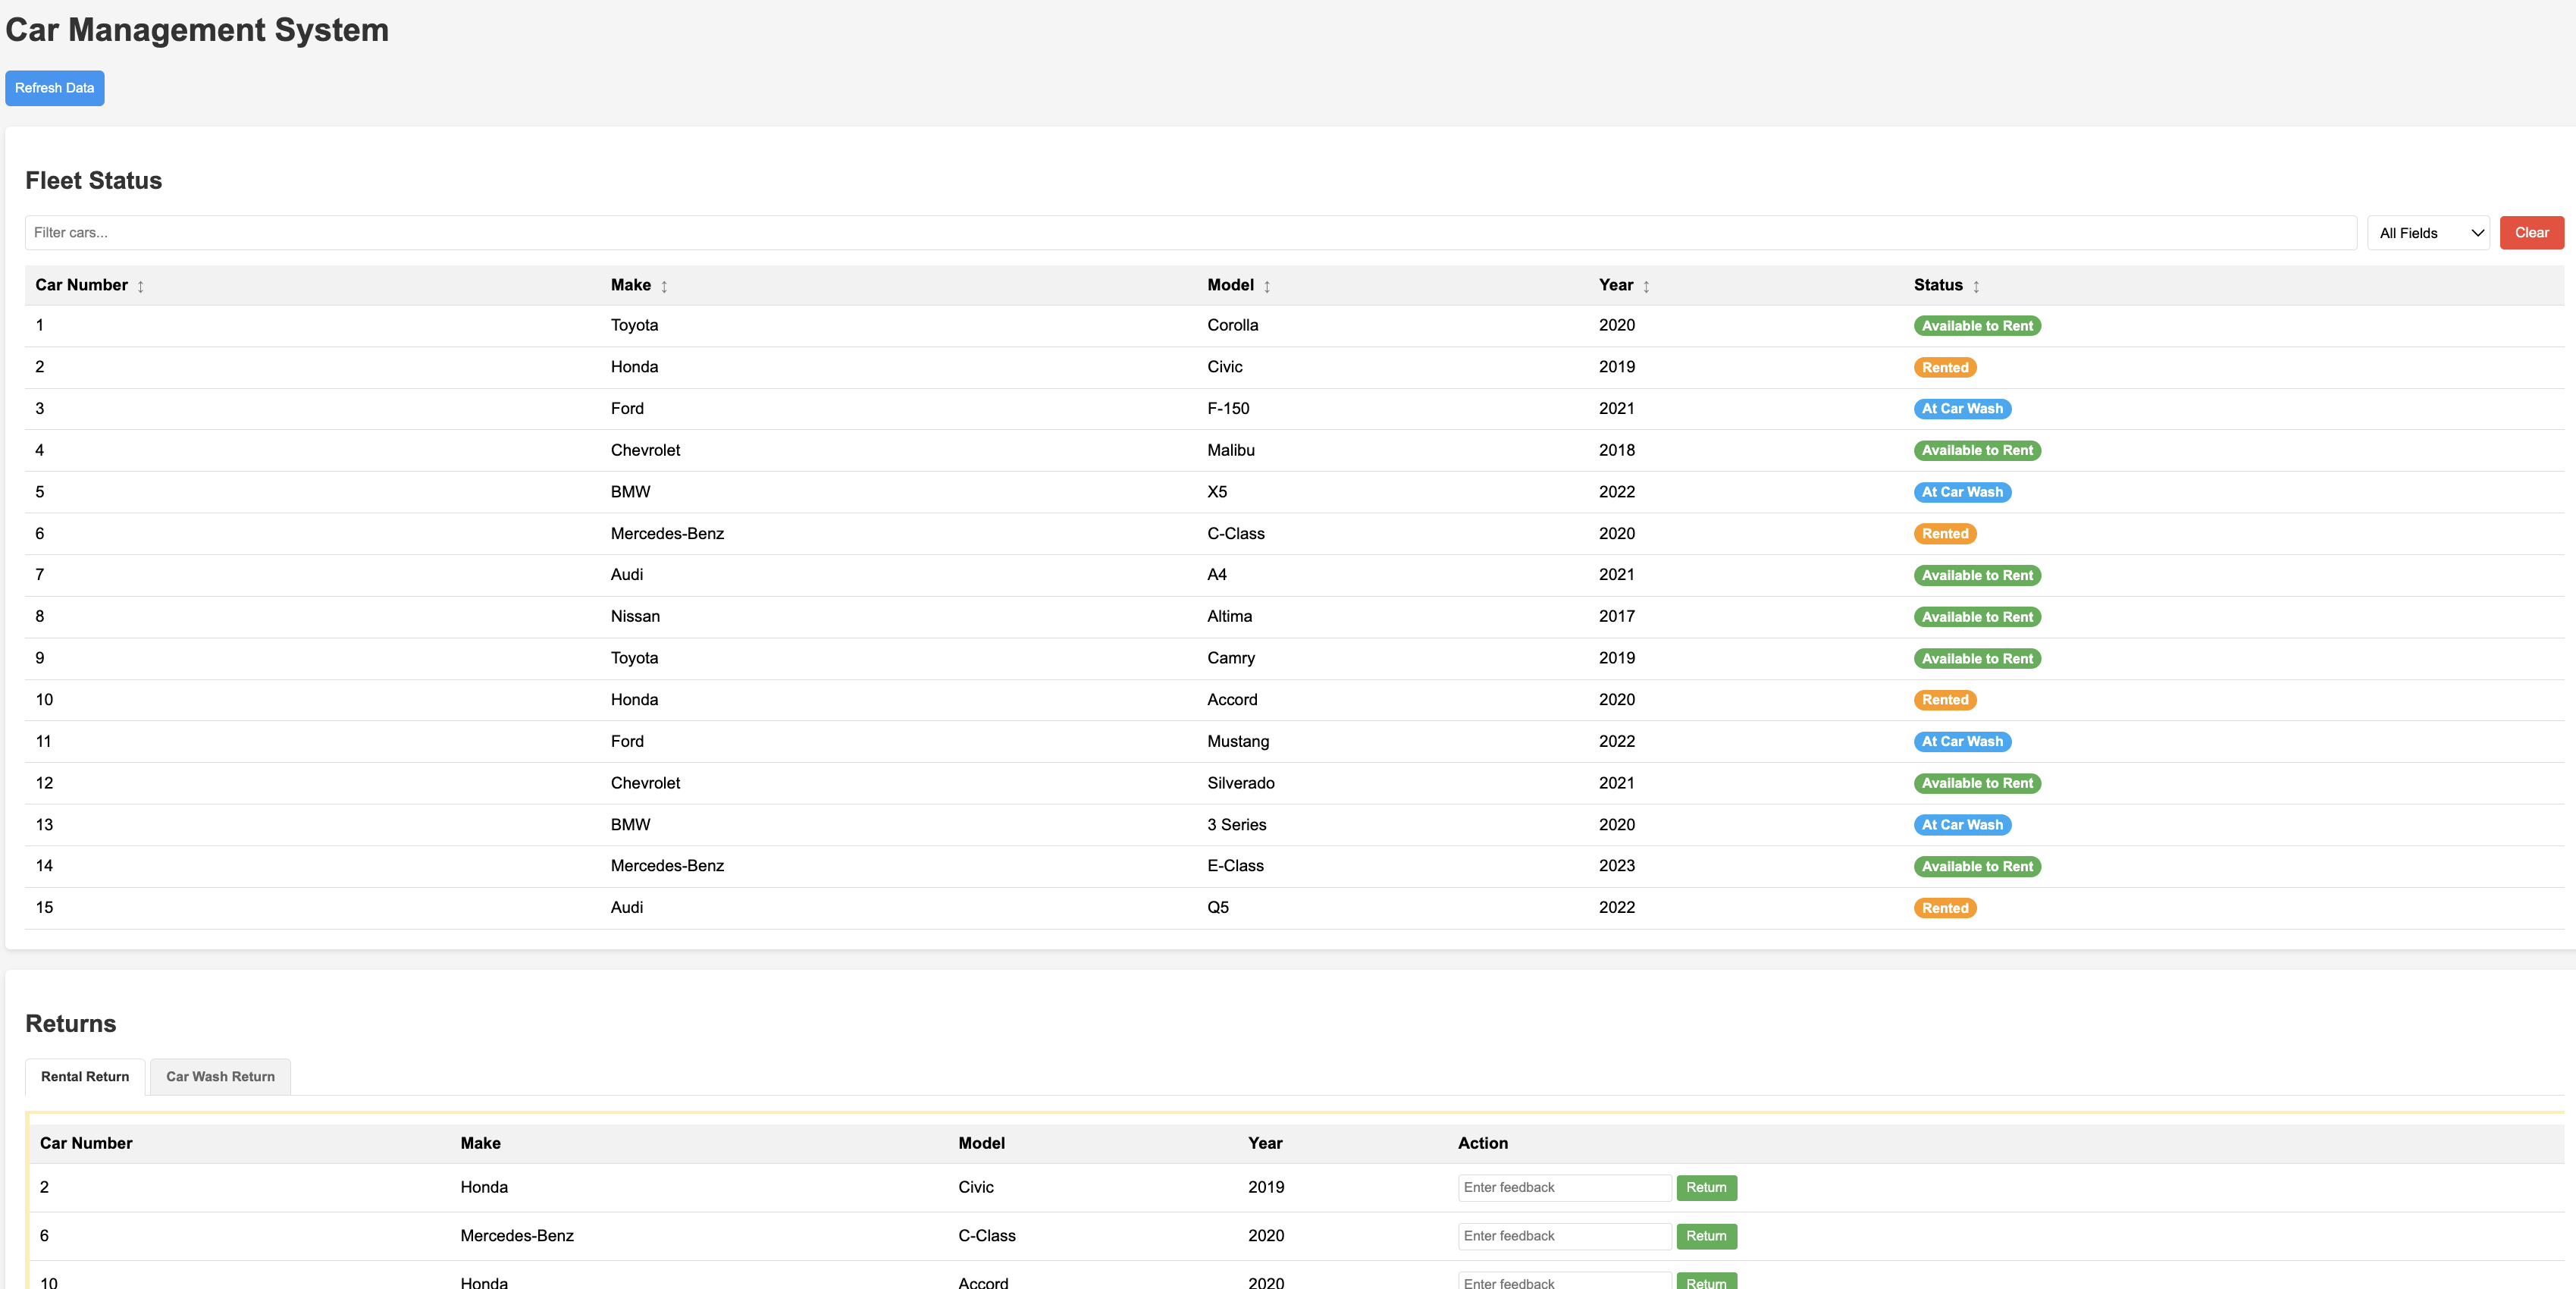 Car Management System
Refresh Data
Fleet Status
Filter cars... All Fields Clear
Car Number ↕ Make ↕ Model ↕ Year ↕ Status ↕
1 Toyota Corolla 2020 Available to Rent
2 Honda Civic 2019 Rented
3 Ford F-150 2021 At Car Wash
4 Chevrolet Malibu 2018 Available to Rent
5 BMW X5 2022 At Car Wash
6 Mercedes-Benz C-Class 2020 Rented
7 Audi A4 2021 Available to Rent
8 Nissan Altima 2017 Available to Rent
9 Toyota Camry 2019 Available to Rent
10 Honda Accord 2020 Rented
11 Ford Mustang 2022 At Car Wash
12 Chevrolet Silverado 2021 Available to Rent
13 BMW 3 Series 2020 At Car Wash
14 Mercedes-Benz E-Class 2023 Available to Rent
15 Audi Q5 2022 Rented
Returns
Rental Return Car Wash Return
Car Number Make Model Year Action
2 Honda Civic 2019 Enter feedback Return
6 Mercedes-Benz C-Class 2020 Enter feedback Return
10 Honda Accord 2020 Enter feedback Return